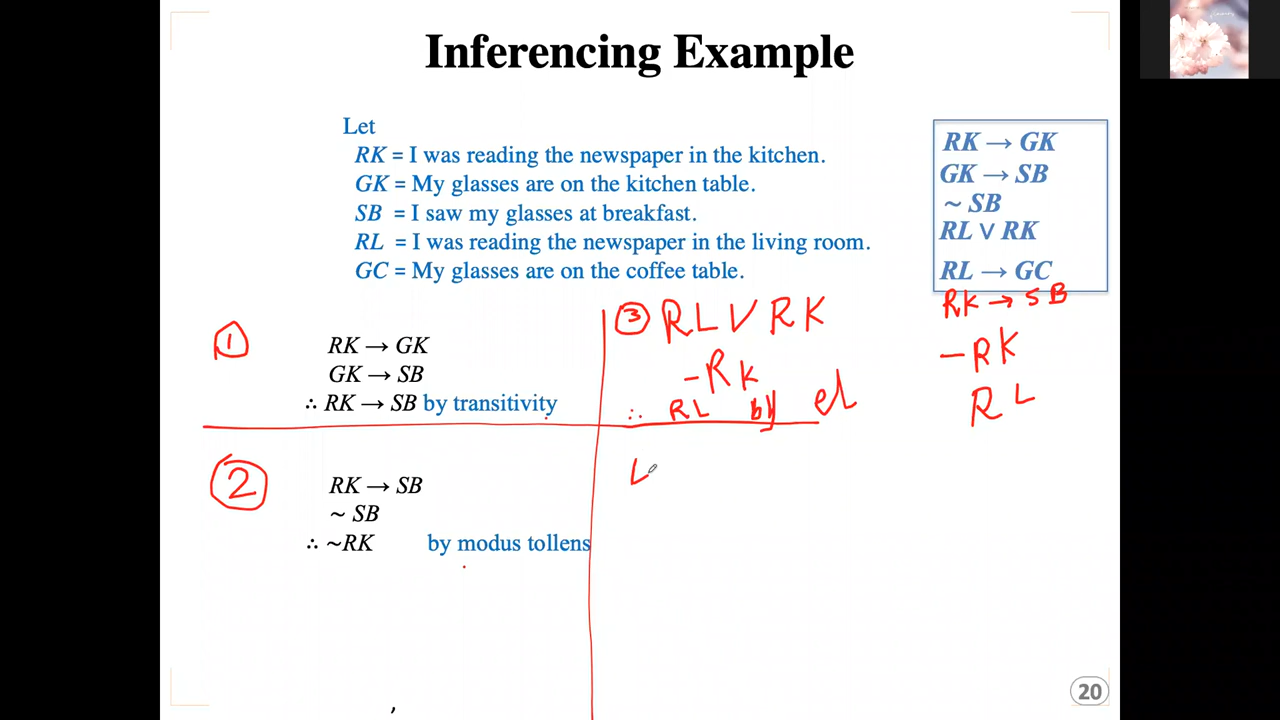 Inferencing Example
Let
RK = I was reading the newspaper in the kitchen.
GK = My glasses are on the kitchen table.
SB = I saw my glasses at breakfast.
RL = I was reading the newspaper in the living room.
GC = My glasses are on the coffee table.
RK → GK
GK → SB
~ SB
RL ∨ RK
RL → GC
RK → SB
-RK
RL
①
RK → GK
GK → SB
∴ RK → SB by transitivity
②
RK → SB
~ SB
∴ ~RK by modus tollens
③ RL V RK
-RK
∴ RL by el
20